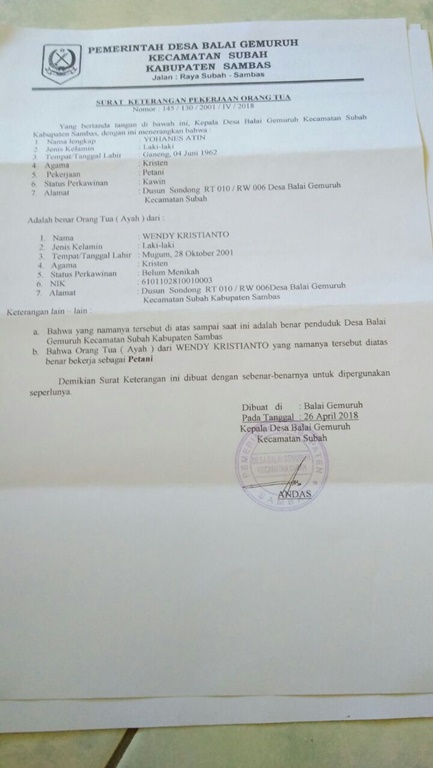 PEMERINTAH DESA BALAI GEMURUH
KECAMATAN SUBAH
KABUPATEN SAMBAS
Jalan : Raya Subah - Sambas
SURAT KETERANGAN PEKERJAAN ORANG TUA
Nomor : 145 / 130 / 2001 / IV / 2018
Yang bertanda tangan di bawah ini, Kepala Desa Balai Gemuruh Kecamatan Subah
Kabupaten Sambas, dengan ini menerangkan bahwa :
1. Nama lengkap : YOHANES ATIN
2. Jenis Kelamin : Laki-laki
3. Tempat/Tanggal Lahir : Ganeng, 04 Juni 1962
4. Agama : Kristen
5. Pekerjaan : Petani
6. Status Perkawinan : Kawin
7. Alamat : Dusun Sondong RT 010 / RW 006 Desa Balai Gemuruh
Kecamatan Subah
Adalah benar Orang Tua ( Ayah ) dari :
1. Nama : WENDY KRISTIANTO
2. Jenis Kelamin : Laki-laki
3. Tempat/Tanggal Lahir : Mugum, 28 Oktober 2001
4. Agama : Kristen
5. Status Perkawinan : Belum Menikah
6. NIK : 6101102810010003
7. Alamat : Dusun Sondong RT 010 / RW 006Desa Balai Gemuruh
Kecamatan Subah Kabupaten Sambas
Keterangan lain – lain :
a. Bahwa yang namanya tersebut di atas sampai saat ini adalah benar penduduk Desa Balai
Gemuruh Kecamatan Subah Kabupaten Sambas
b. Bahwa Orang Tua ( Ayah ) dari WENDY KRISTIANTO yang namanya tersebut diatas
benar bekerja sebagai Petani
Demikian Surat Keterangan ini dibuat dengan sebenar-benarnya untuk dipergunakan
seperlunya.
Dibuat di : Balai Gemuruh
Pada Tanggal : 26 April 2018
Kepala Desa Balai Gemuruh
Kecamatan Subah
ANDAS